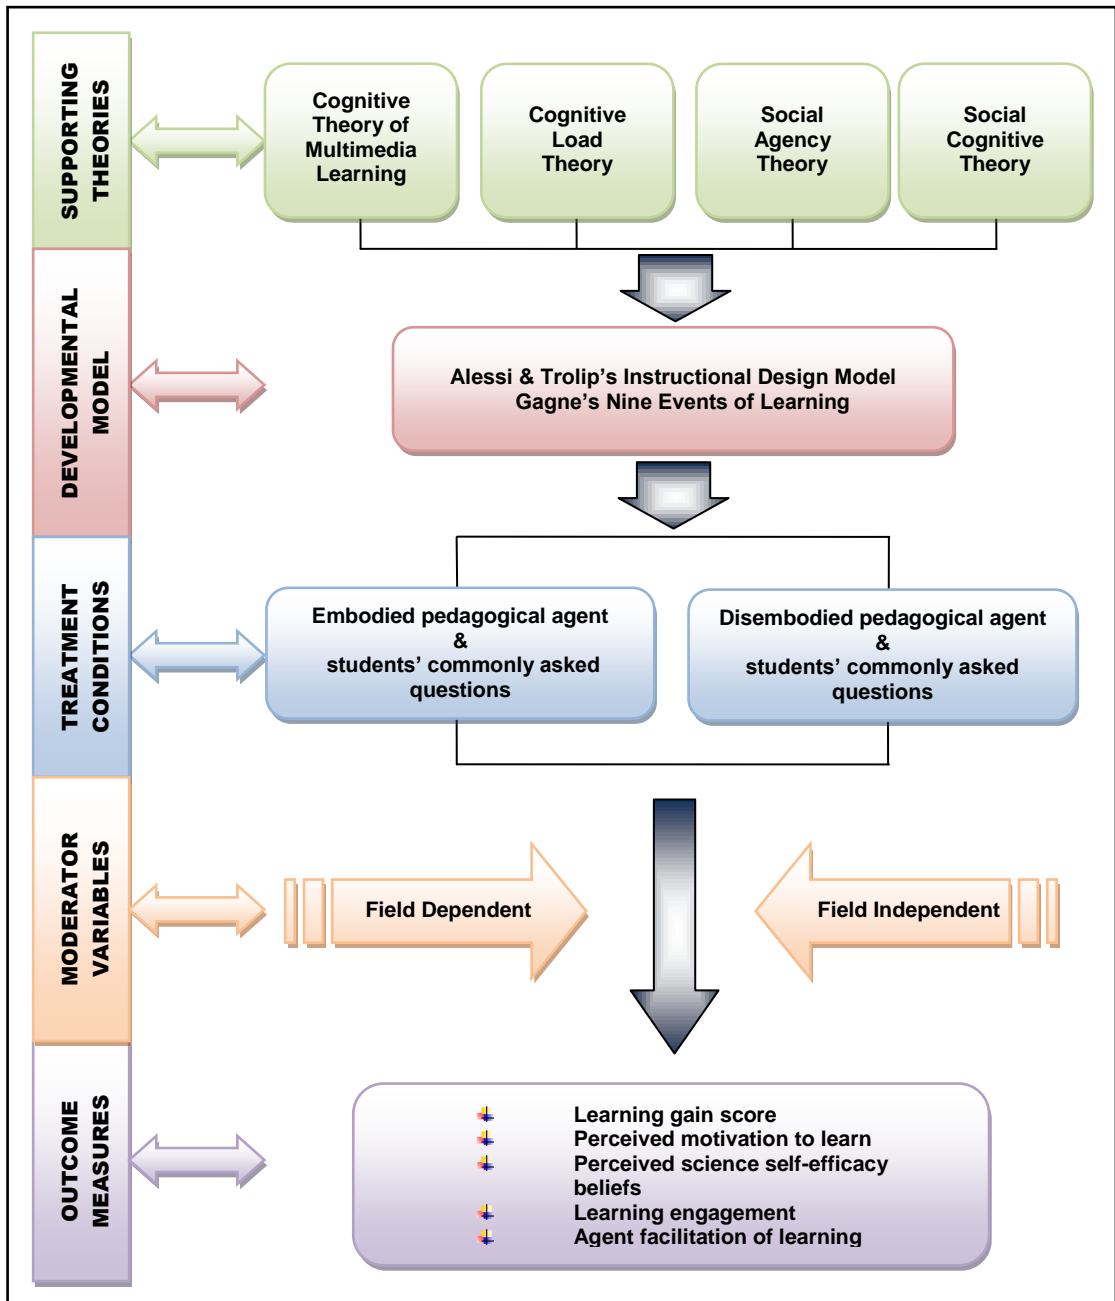 SUPPORTING
THEORIES
Cognitive
Theory of
Multimedia
Learning
Cognitive
Load
Theory
Social
Agency
Theory
Social
Cognitive
Theory
DEVELOPMENTAL
MODEL
Alessi & Trolip’s Instructional Design Model
Gagne’s Nine Events of Learning
TREATMENT
CONDITIONS
Embodied pedagogical agent
&
students’ commonly asked
questions
Disembodied pedagogical agent
&
students’ commonly asked
questions
MODERATOR
VARIABLES
Field Dependent
Field Independent
OUTCOME
MEASURES
Learning gain score
Perceived motivation to learn
Perceived science self-efficacy
beliefs
Learning engagement
Agent facilitation of learning